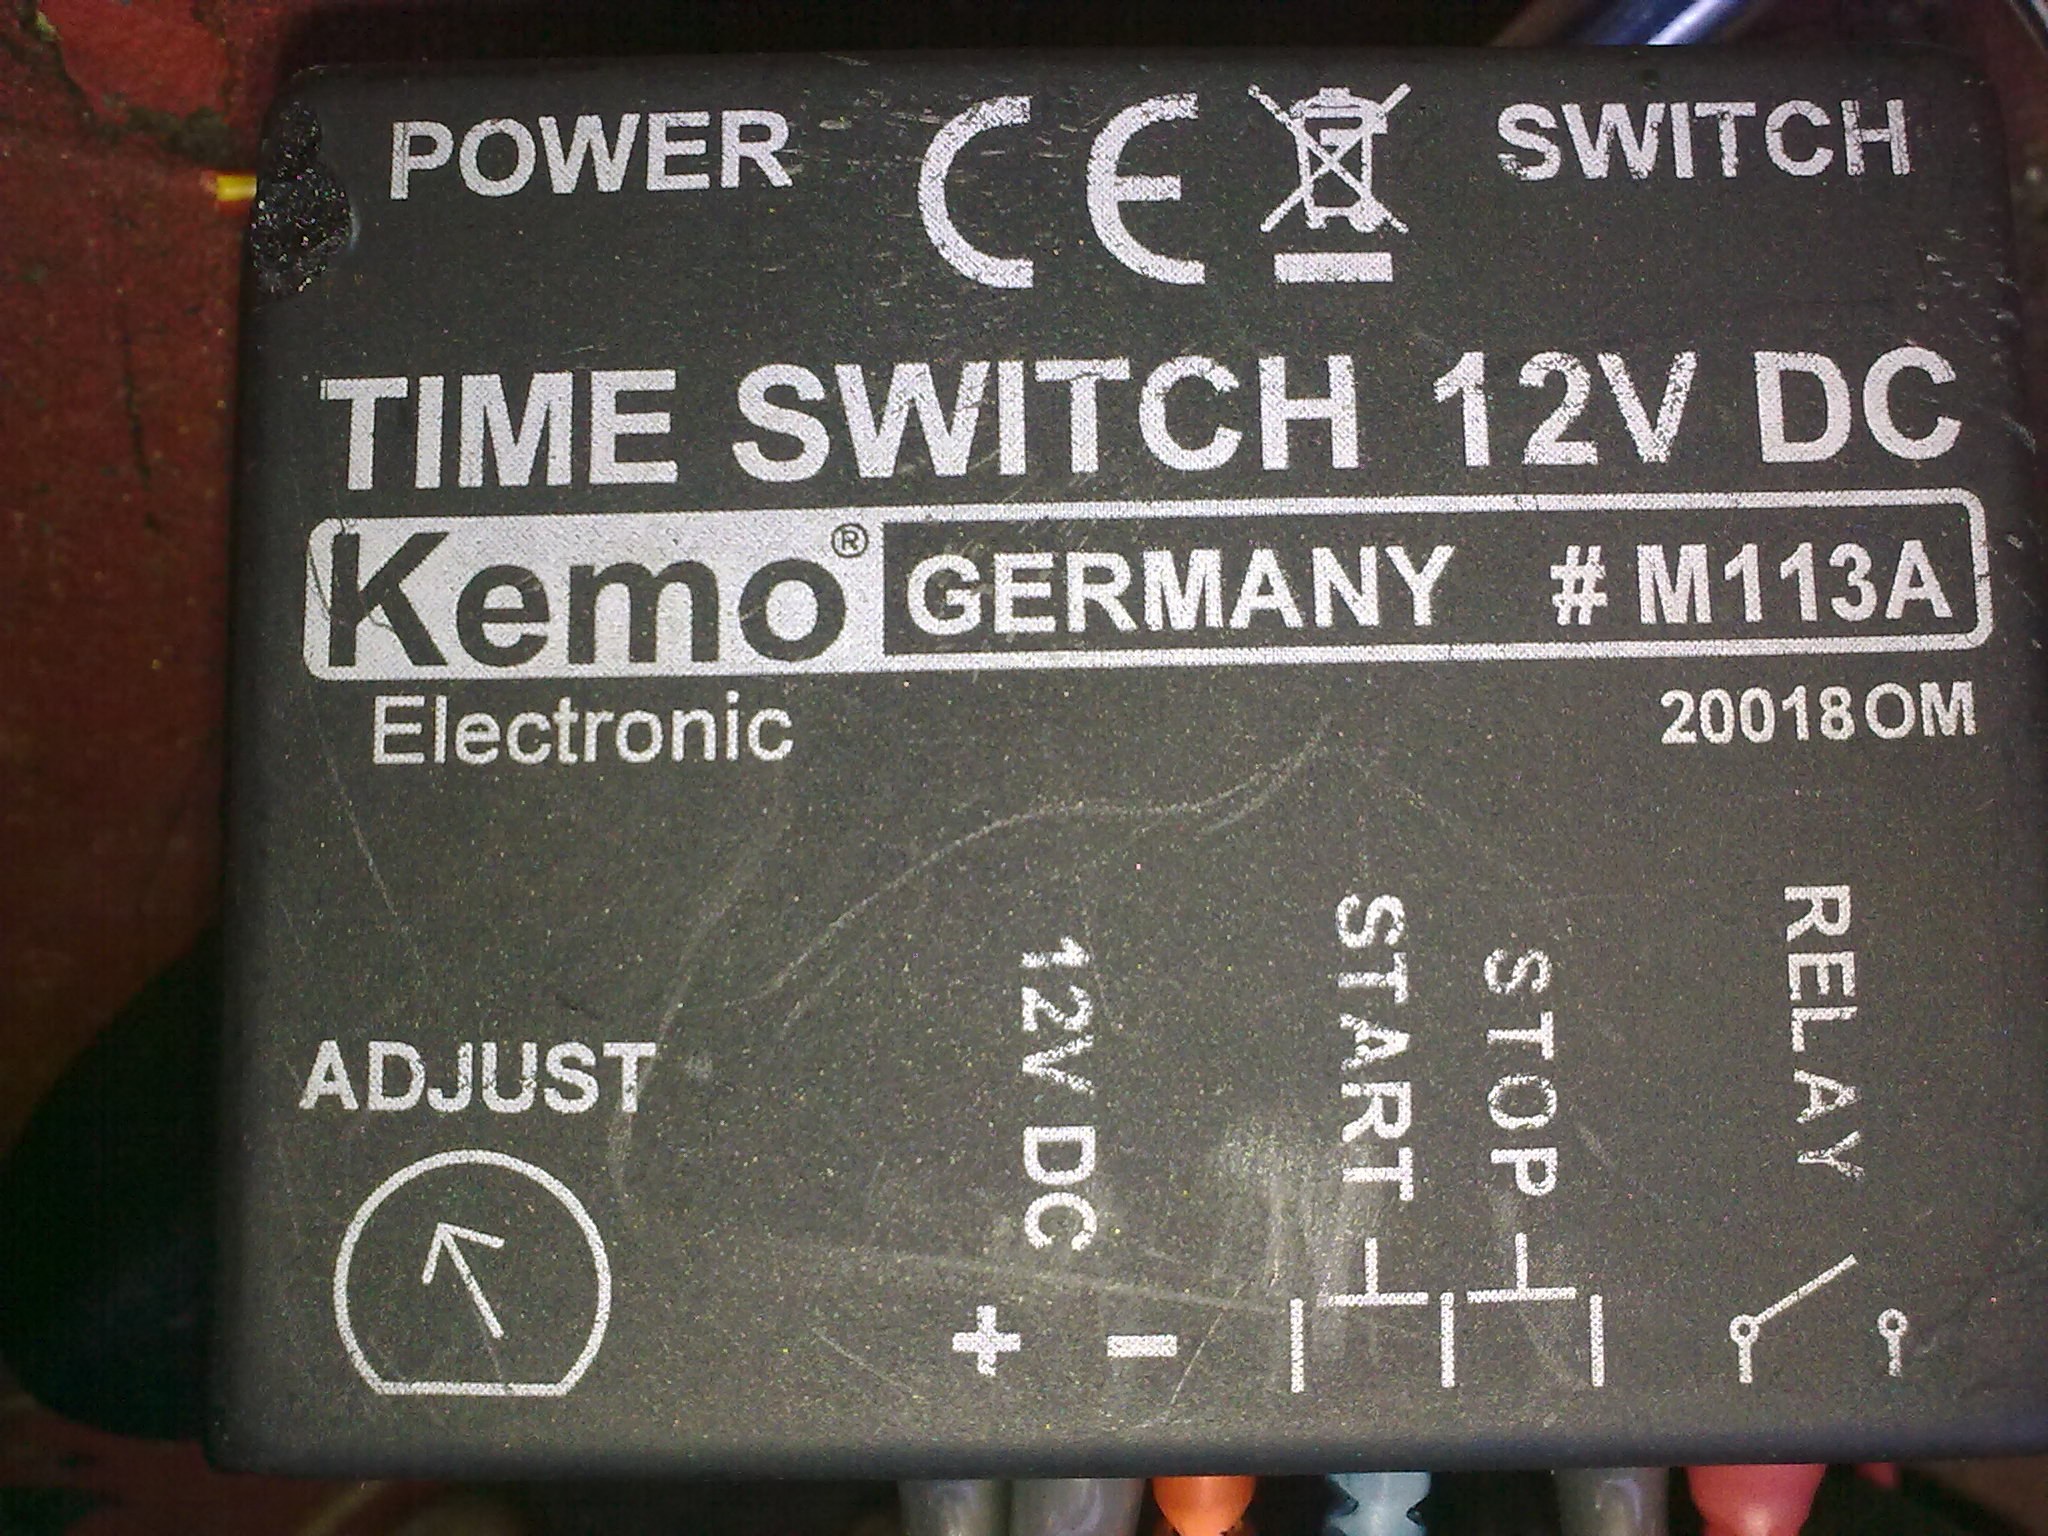 POWER CE SWITCH
TIME SWITCH 12V DC
Kemo® GERMANY # M113A
Electronic
20018OM
ADJUST
12V DC
START
STOP
RELAY
+ -